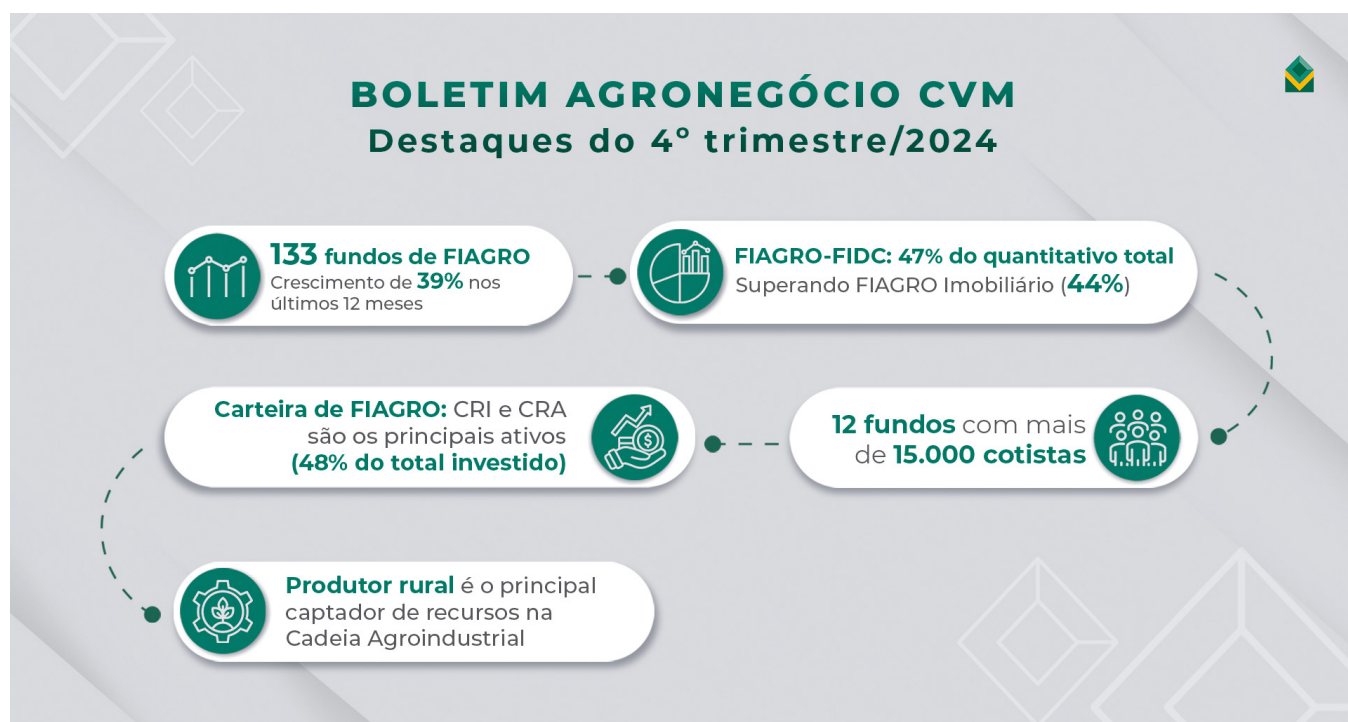 BOLETIM AGRONEGÓCIO CVM
Destaques do 4º trimestre/2024
133 fundos de FIAGRO
Crescimento de 39% nos
últimos 12 meses
FIAGRO-FIDC: 47% do quantitativo total
Superando FIAGRO Imobiliário (44%)
12 fundos com mais
de 15.000 cotistas
Carteira de FIAGRO: CRI e CRA
são os principais ativos
(48% do total investido)
Produtor rural é o principal
captador de recursos na
Cadeia Agroindustrial